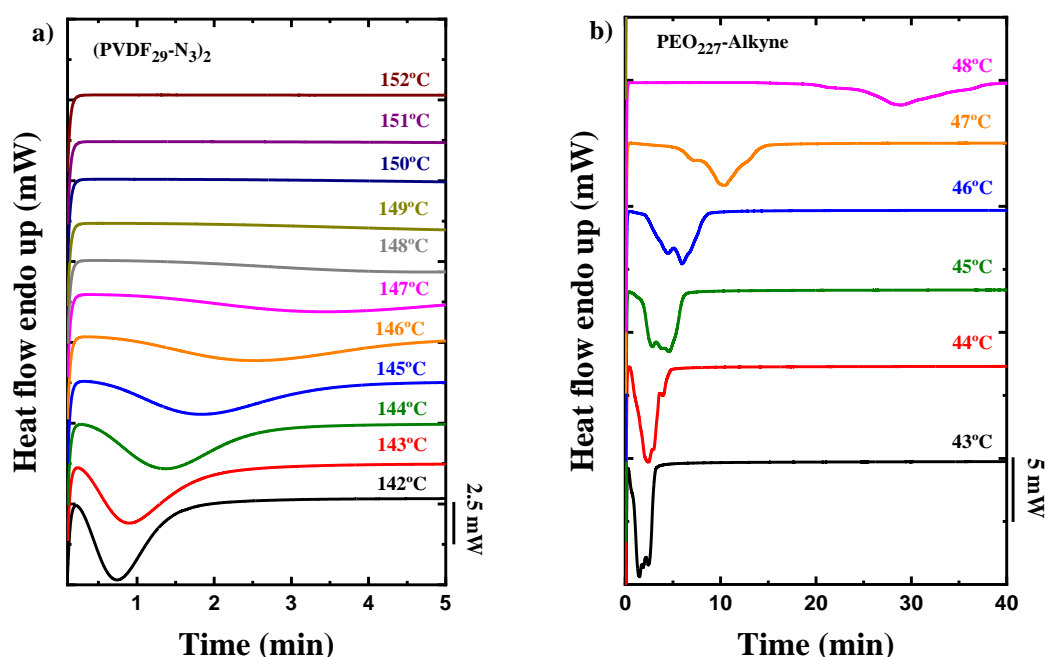 a)
(PVDF29-N3)2
152ºC
151ºC
150ºC
149ºC
148ºC
147ºC
146ºC
145ºC
144ºC
143ºC
142ºC
2.5 mW
Heat flow endo up (mW)
1
2
3
4
5
Time (min)
b)
PEO227-Alkyne
48ºC
47ºC
46ºC
45ºC
44ºC
43ºC
5 mW
Heat flow endo up (mW)
0
10
20
30
40
Time (min)